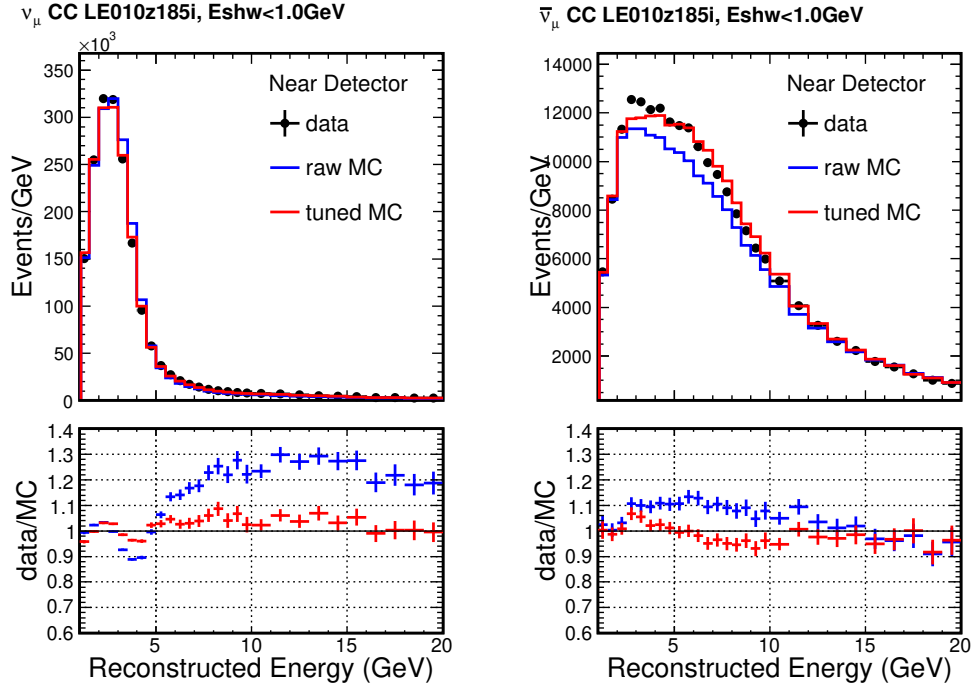 ν_μ CC LE010z185i, Eshw<1.0GeV
×10³
Events/GeV
350
300
250
200
150
100
50
0
Near Detector
data
raw MC
tuned MC
data/MC
1.4
1.3
1.2
1.1
1
0.9
0.8
0.7
0.6
5 10 15 20
Reconstructed Energy (GeV)
ν̅_μ CC LE010z185i, Eshw<1.0GeV
Events/GeV
14000
12000
10000
8000
6000
4000
2000
Near Detector
data
raw MC
tuned MC
data/MC
1.4
1.3
1.2
1.1
1
0.9
0.8
0.7
0.6
5 10 15 20
Reconstructed Energy (GeV)